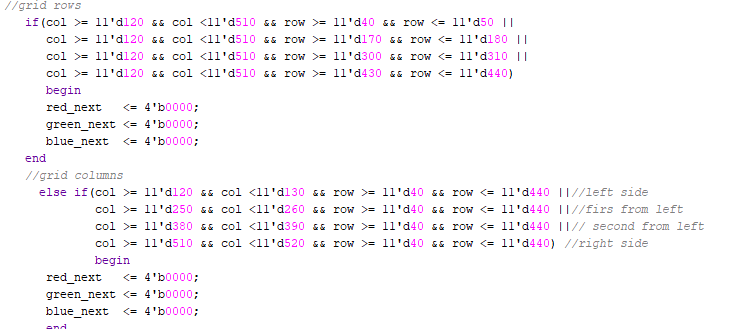 //grid rows
if(col >= 11'd120 && col <11'd510 && row >= 11'd40 && row <= 11'd50 ||
col >= 11'd120 && col <11'd510 && row >= 11'd170 && row <= 11'd180 ||
col >= 11'd120 && col <11'd510 && row >= 11'd300 && row <= 11'd310 ||
col >= 11'd120 && col <11'd510 && row >= 11'd430 && row <= 11'd440)
begin
red_next <= 4'b0000;
green_next <= 4'b0000;
blue_next <= 4'b0000;
end
//grid columns
else if(col >= 11'd120 && col <11'd130 && row >= 11'd40 && row <= 11'd440 ||//left side
col >= 11'd250 && col <11'd260 && row >= 11'd40 && row <= 11'd440 ||//firs from left
col >= 11'd380 && col <11'd390 && row >= 11'd40 && row <= 11'd440 ||// second from left
col >= 11'd510 && col <11'd520 && row >= 11'd40 && row <= 11'd440) //right side
begin
red_next <= 4'b0000;
green_next <= 4'b0000;
blue_next <= 4'b0000;
end